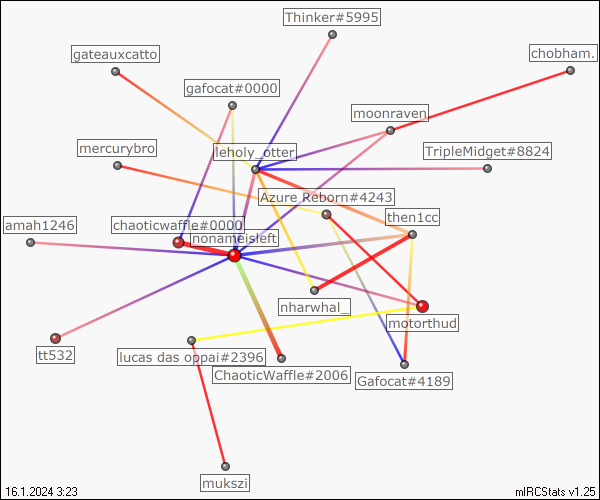 Thinker#5995
gateauxcatto
chobham.
gafocat#0000
moonraven
mercurybro
leholy_otter
TripleMidget#8824
Azure Reborn#4243
amah1246
chaoticwaffle#0000
then1cc
nonameisleft
nharwhal_
motorthud
tt532
lucas das oppai#2396
ChaoticWaffle#2006
Gafocat#4189
mukszi
16.1.2024 3:23
mIRCStats v1.25